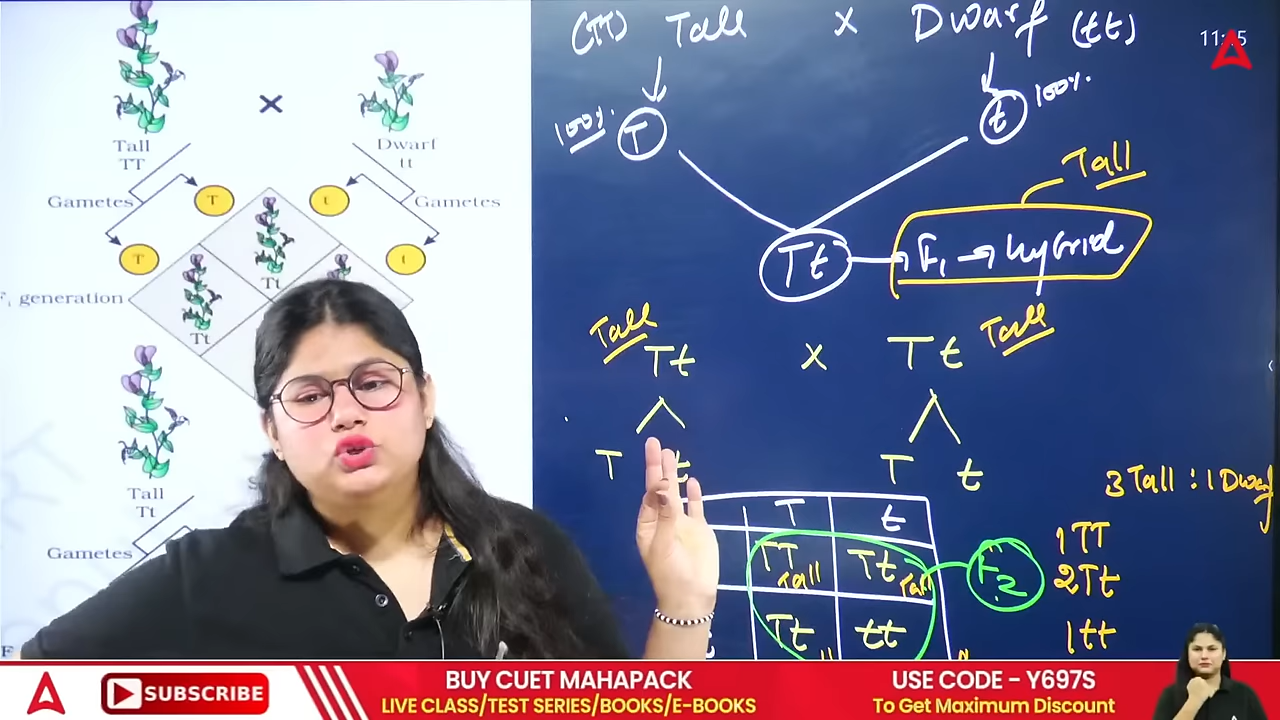 Tall
TT
×
Dwarf
tt
Gametes
T
t
Gametes
T
t
Tt
F₁ generation
Tt
Tall
Tt
Gametes
(TT) Tall × Dwarf (tt)
11:
100% T
t 100%
Tall
Tt → F₁ → hybrid
Tall Tt × Tt Tall
T t T t
3 Tall : 1 Dwarf
T t
TT Tall Tt Tall
Tt tt
F2
1TT
2Tt
1tt
SUBSCRIBE
BUY CUET MAHAPACK
LIVE CLASS/TEST SERIES/BOOKS/E-BOOKS
USE CODE - Y697S
To Get Maximum Discount